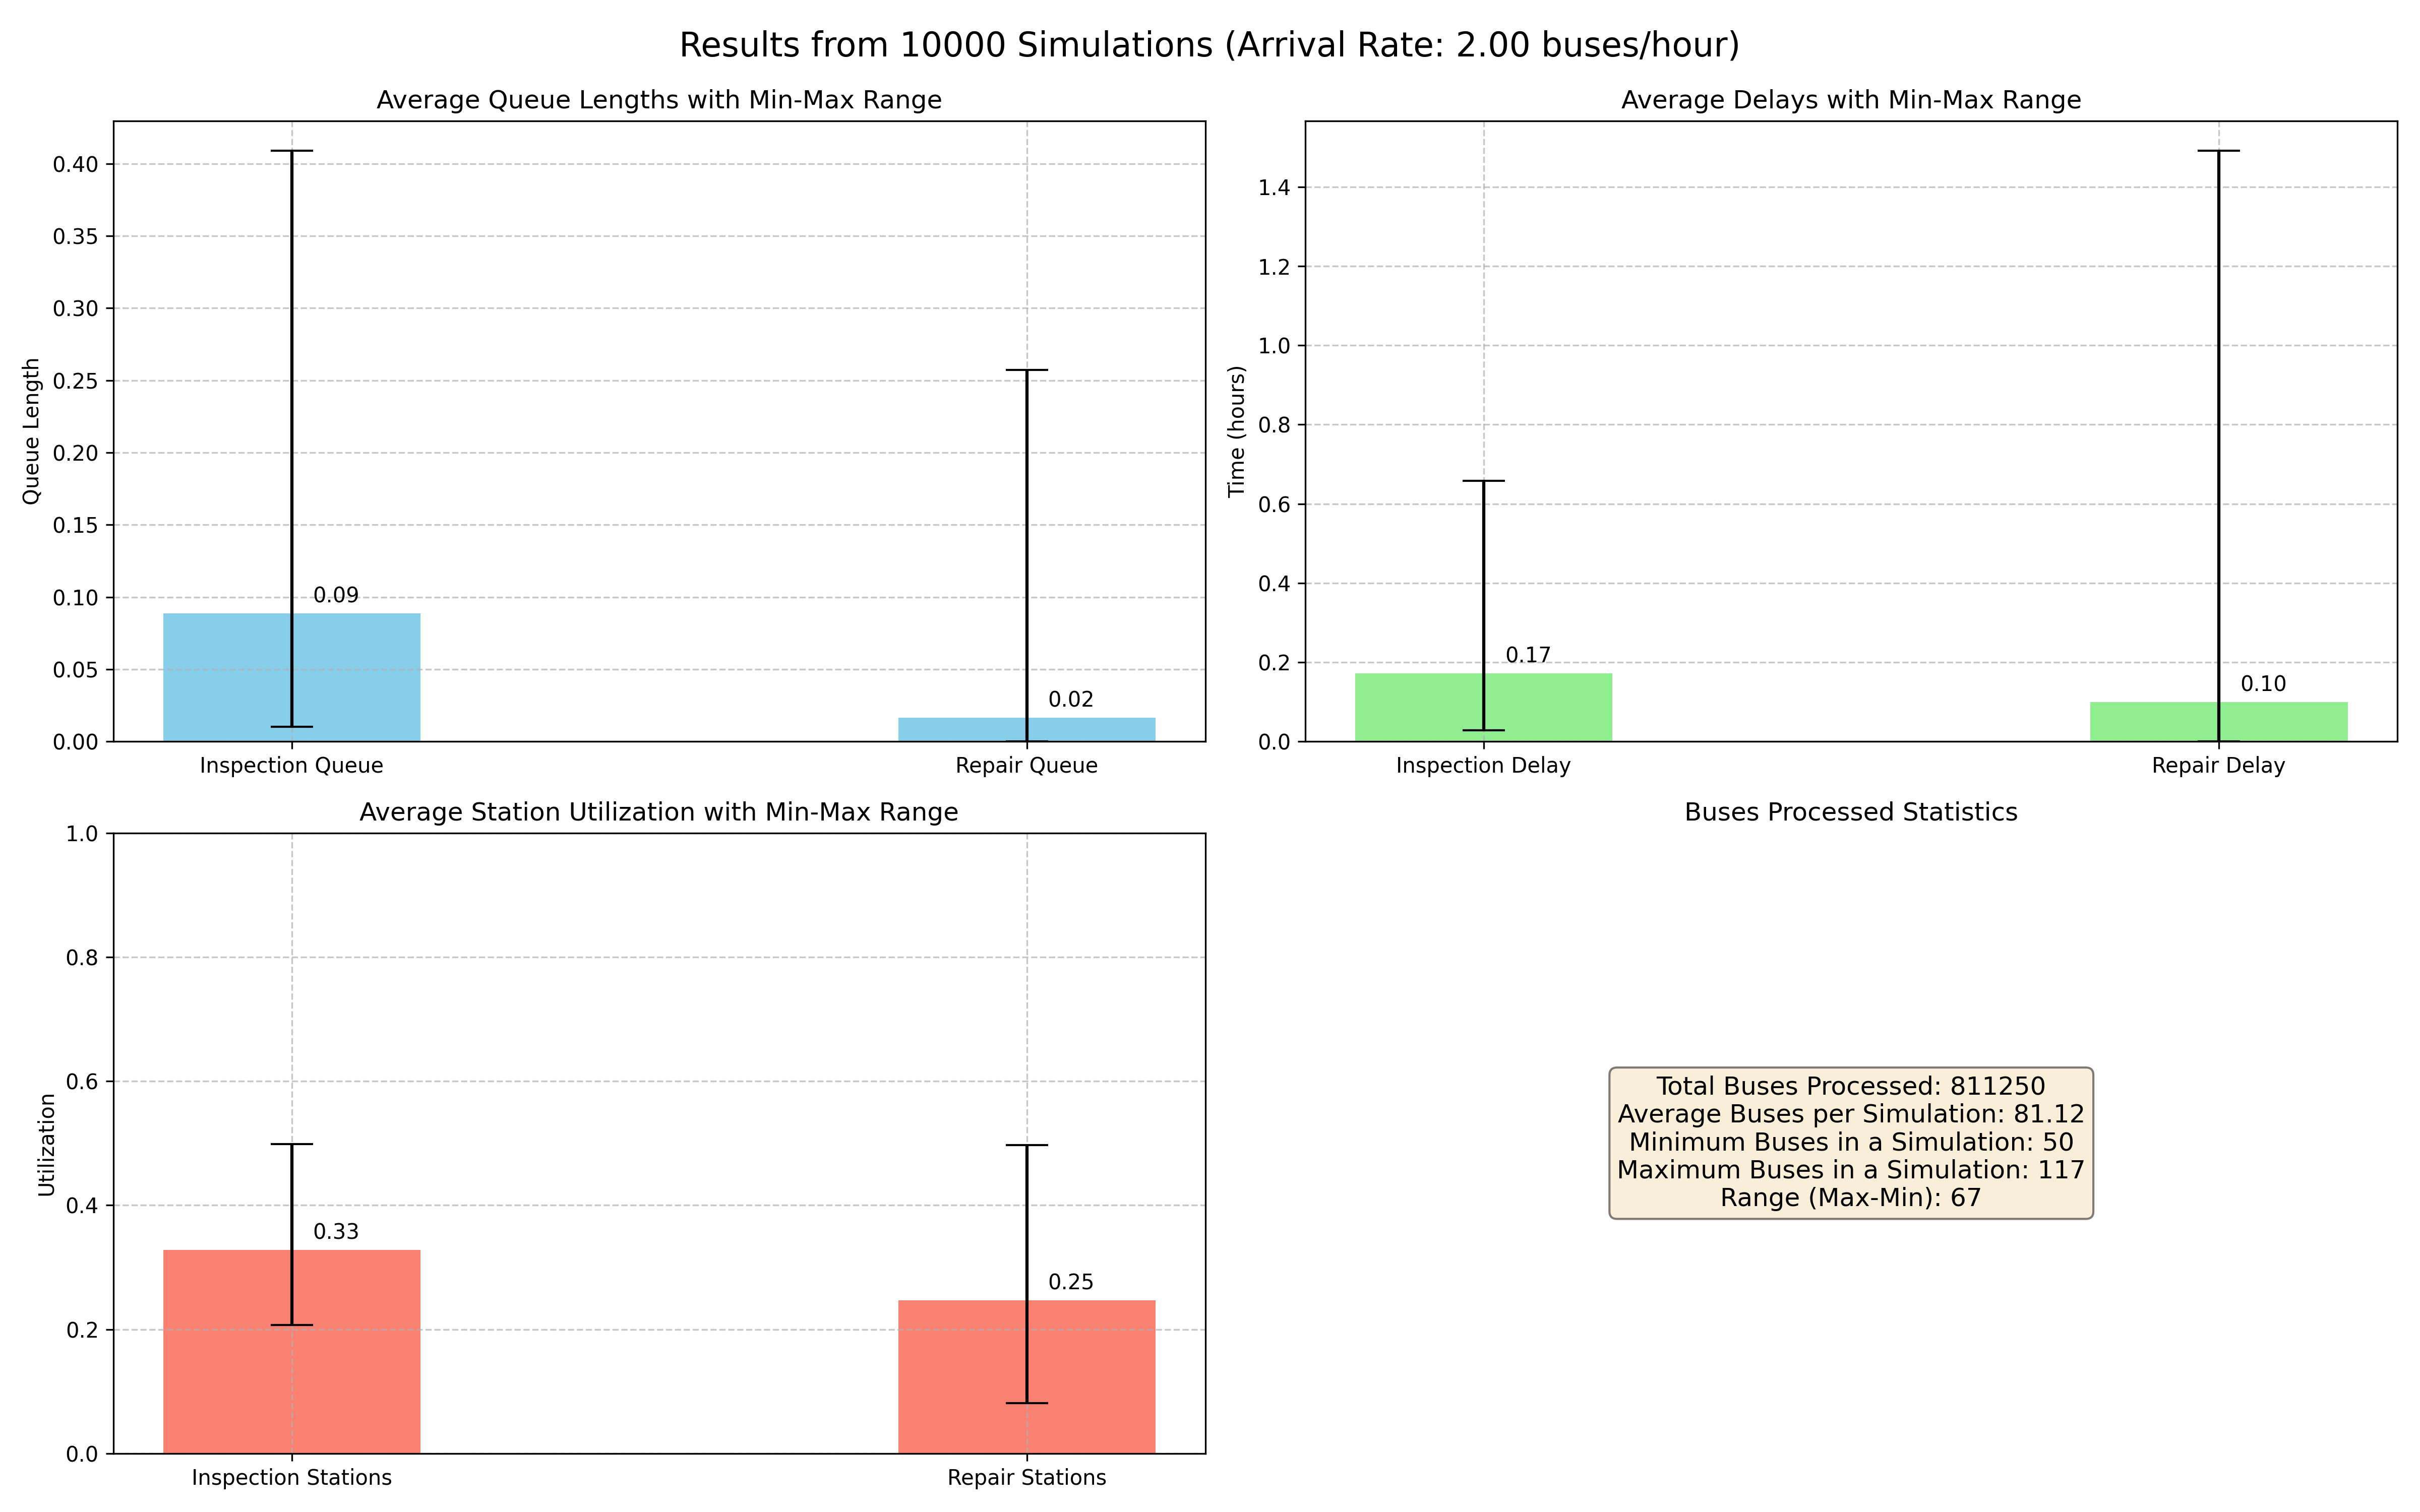 Results from 10000 Simulations (Arrival Rate: 2.00 buses/hour)
Average Queue Lengths with Min-Max Range
Queue Length
0.40
0.35
0.30
0.25
0.20
0.15
0.10
0.05
0.00
0.09
0.02
Inspection Queue
Repair Queue
Average Delays with Min-Max Range
Time (hours)
1.4
1.2
1.0
0.8
0.6
0.4
0.2
0.0
0.17
0.10
Inspection Delay
Repair Delay
Average Station Utilization with Min-Max Range
Utilization
1.0
0.8
0.6
0.4
0.2
0.0
0.33
0.25
Inspection Stations
Repair Stations
Buses Processed Statistics
Total Buses Processed: 811250
Average Buses per Simulation: 81.12
Minimum Buses in a Simulation: 50
Maximum Buses in a Simulation: 117
Range (Max-Min): 67